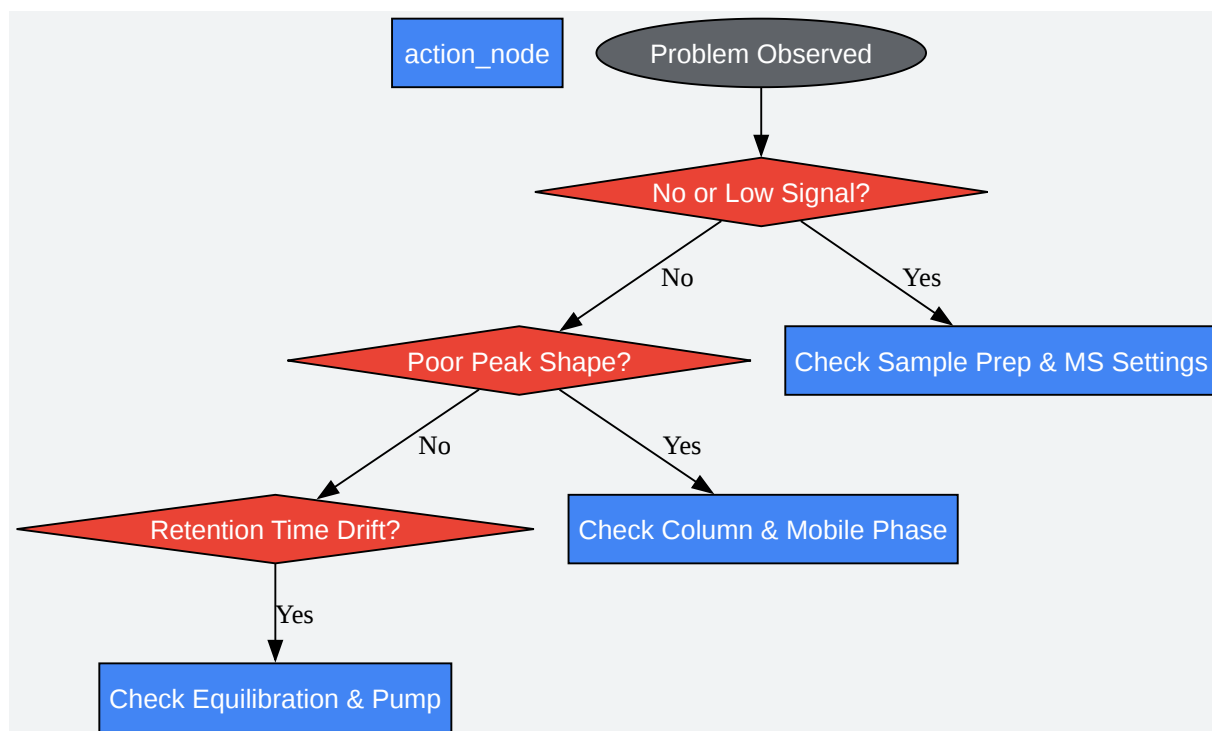 action_node
Problem Observed
No or Low Signal?
No
Yes
Poor Peak Shape?
Check Sample Prep & MS Settings
No
Yes
Retention Time Drift?
Check Column & Mobile Phase
Yes
Check Equilibration & Pump